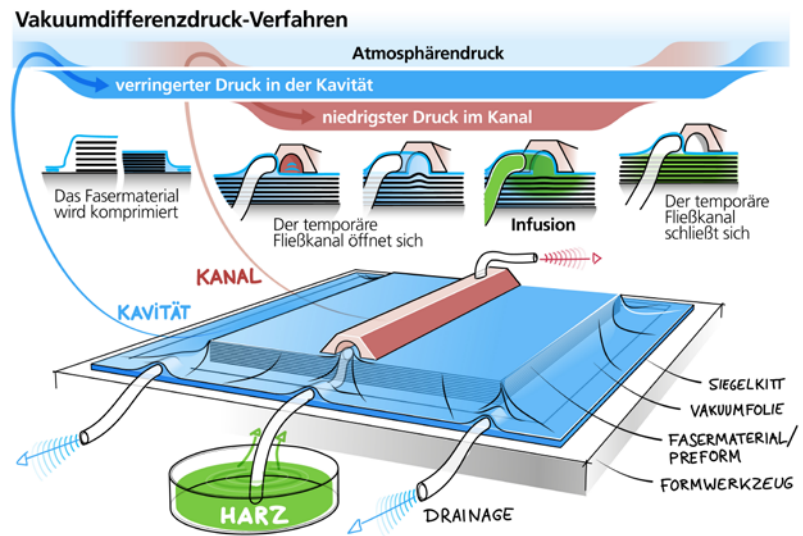 Vakuumdifferenzdruck-Verfahren
Atmosphärendruck
verringerter Druck in der Kavität
niedrigster Druck im Kanal
Das Fasermaterial
wird komprimiert
Der temporäre
Fließkanal öffnet sich
Infusion
Der temporäre
Fließkanal
schließt sich
KANAL
KAVITÄT
SIEGELKITT
VAKUUMFOLIE
FASERMATERIAL/
PREFORM
FORMWERKZEUG
HARZ
DRAINAGE